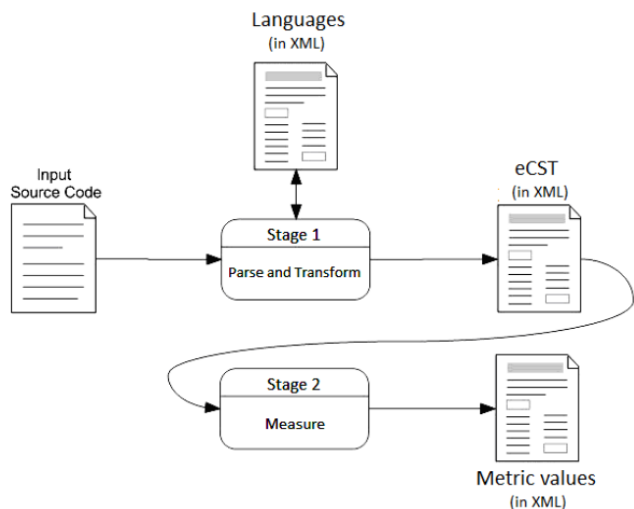 Languages
(in XML)
Input
Source Code
eCST
(in XML)
Stage 1
Parse and Transform
Stage 2
Measure
Metric values
(in XML)